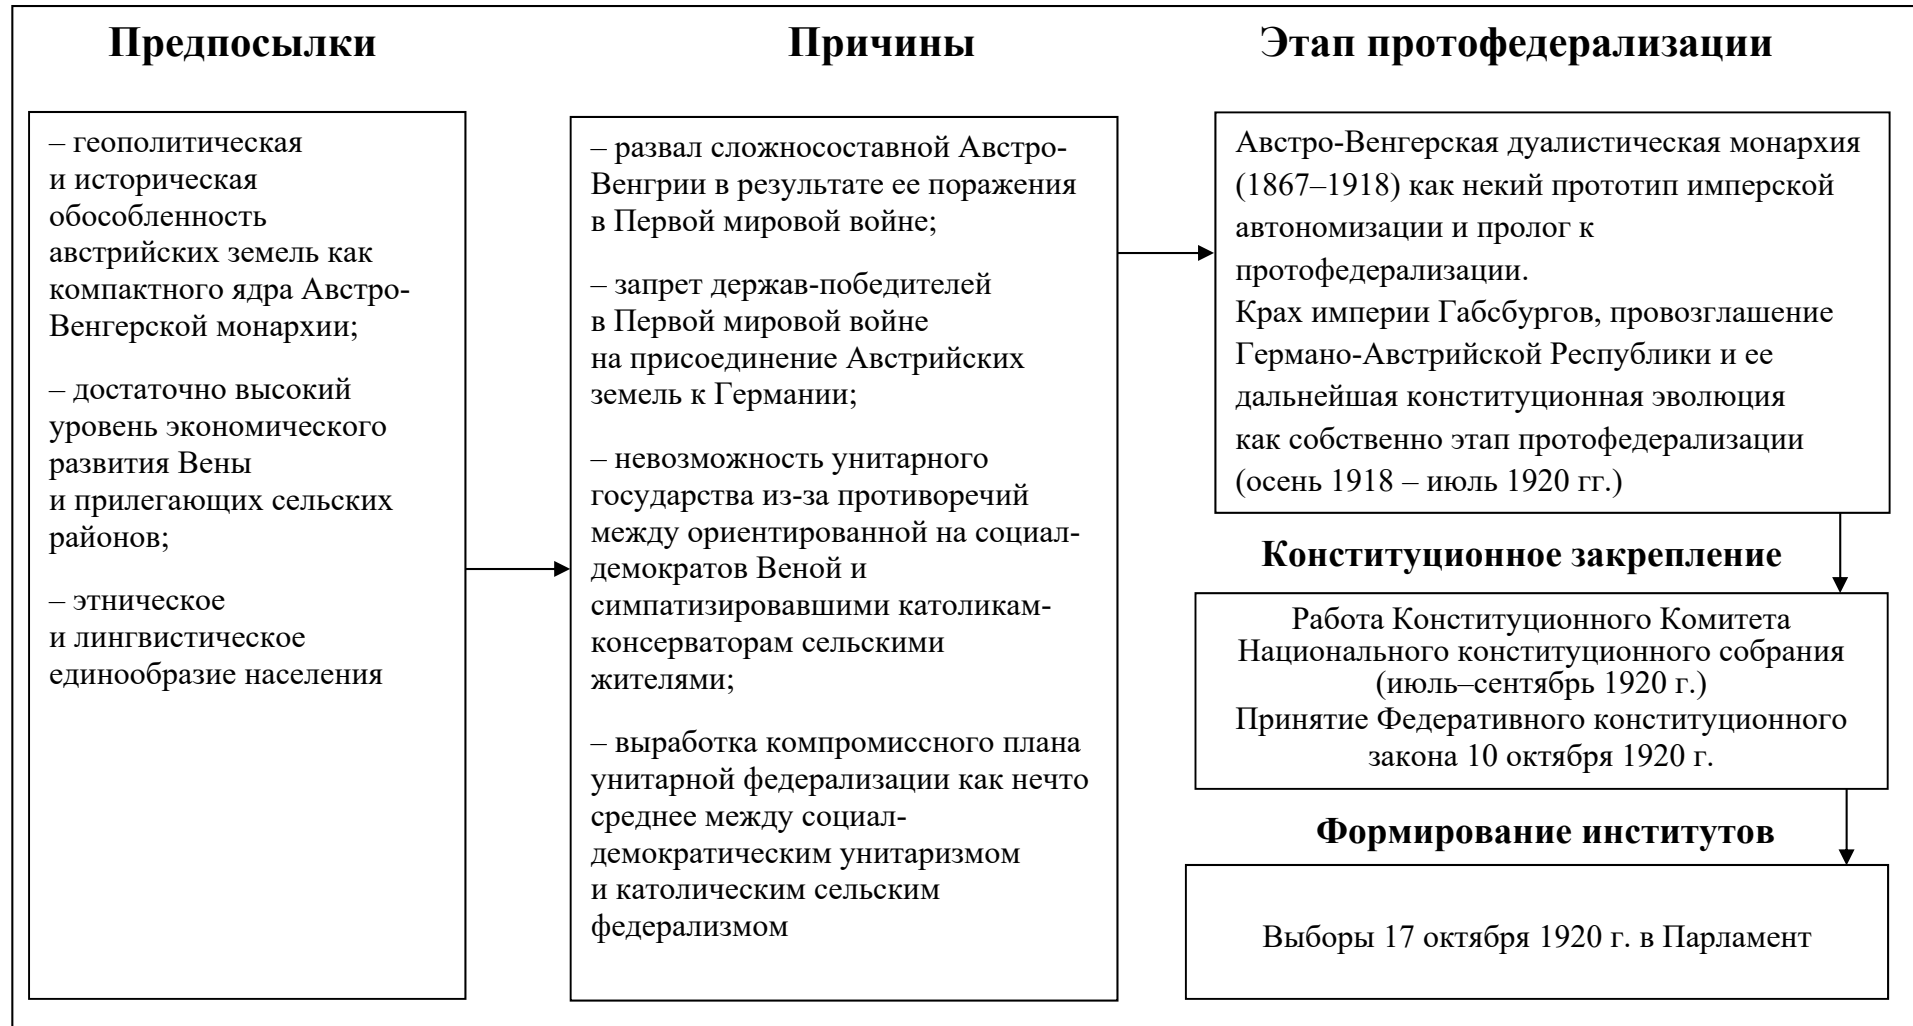 Предпосылки
– геополитическая
и историческая
обособленность
австрийских земель как
компактного ядра Австро-
Венгерской монархии;
– достаточно высокий
уровень экономического
развития Вены
и прилегающих сельских
районов;
– этническое
и лингвистическое
единообразие населения
Причины
– развал сложносоставной Австро-
Венгрии в результате ее поражения
в Первой мировой войне;
– запрет держав-победителей
в Первой мировой войне
на присоединение Австрийских
земель к Германии;
– невозможность унитарного
государства из-за противоречий
между ориентированной на социал-
демократов Веной и
симпатизировавшими католикам-
консерваторам сельскими
жителями;
– выработка компромиссного плана
унитарной федерализации как нечто
среднее между социал-
демократическим унитаризмом
и католическим сельским
федерализмом
Этап протофедерализации
Австро-Венгерская дуалистическая монархия
(1867–1918) как некий прототип имперской
автономизации и пролог к
протофедерализации.
Крах империи Габсбургов, провозглашение
Германо-Австрийской Республики и ее
дальнейшая конституционная эволюция
как собственно этап протофедерализации
(осень 1918 – июль 1920 гг.)
Конституционное закрепление
Работа Конституционного Комитета
Национального конституционного собрания
(июль–сентябрь 1920 г.)
Принятие Федеративного конституционного
закона 10 октября 1920 г.
Формирование институтов
Выборы 17 октября 1920 г. в Парламент